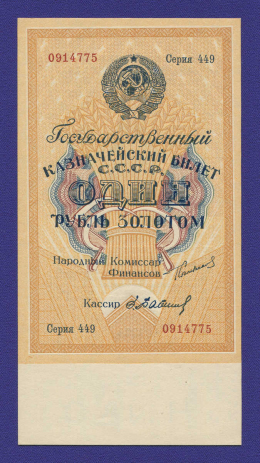 0914775 Серия 449
Государственный
КАЗНАЧЕЙСКИЙ БИЛЕТ
С.С.С.Р.
ОДИН
РУБЛЬ ЗОЛОТОМ
Народный Комиссар
Финансов
Кассир
Серия 449 0914775